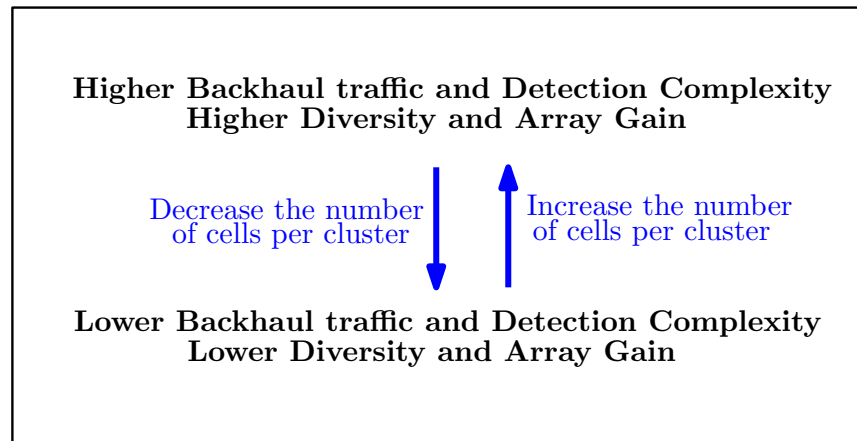 Higher Backhaul traffic and Detection Complexity
Higher Diversity and Array Gain
Decrease the number
of cells per cluster
Increase the number
of cells per cluster
Lower Backhaul traffic and Detection Complexity
Lower Diversity and Array Gain